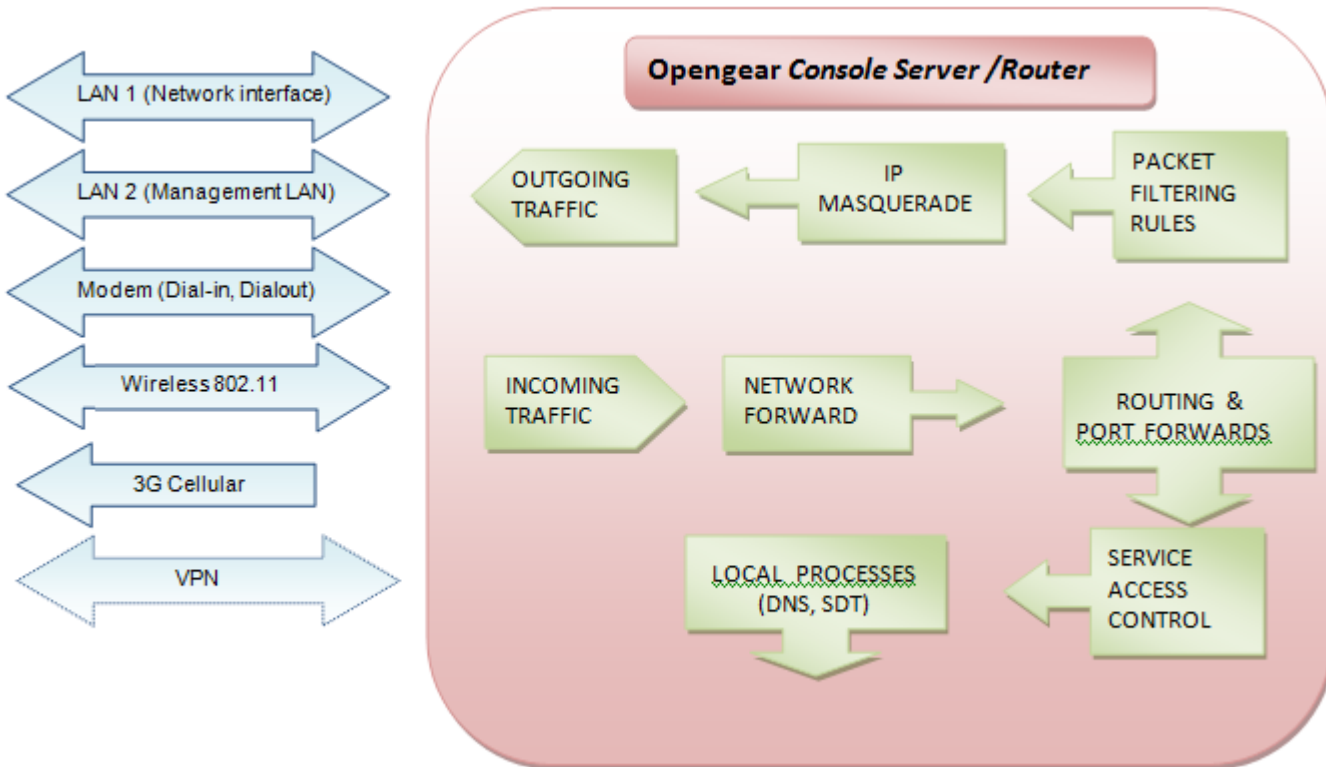 LAN 1 (Network interface)
LAN 2 (Management LAN)
Modem (Dial-in, Dialout)
Wireless 802.11
3G Cellular
VPN
Opengear Console Server /Router
OUTGOING
TRAFFIC
IP
MASQUERADE
PACKET
FILTERING
RULES
INCOMING
TRAFFIC
NETWORK
FORWARD
ROUTING &
PORT FORWARDS
LOCAL PROCESSES
(DNS, SDT)
SERVICE
ACCESS
CONTROL